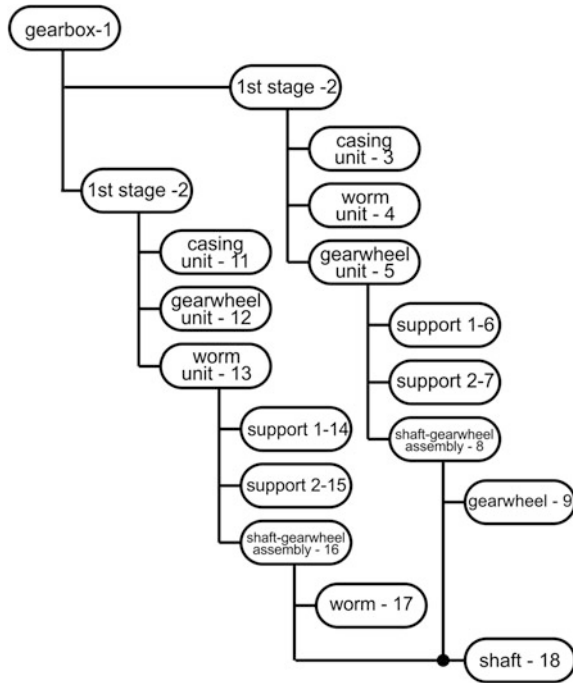 gearbox-1
1st stage -2
casing
unit - 3
1st stage -2
worm
unit - 4
casing
unit - 11
gearwheel
unit - 5
gearwheel
unit - 12
support 1-6
worm
unit - 13
support 2-7
support 1-14
shaft-gearwheel
assembly - 8
support 2-15
gearwheel - 9
shaft-gearwheel
assembly - 16
worm - 17
shaft - 18